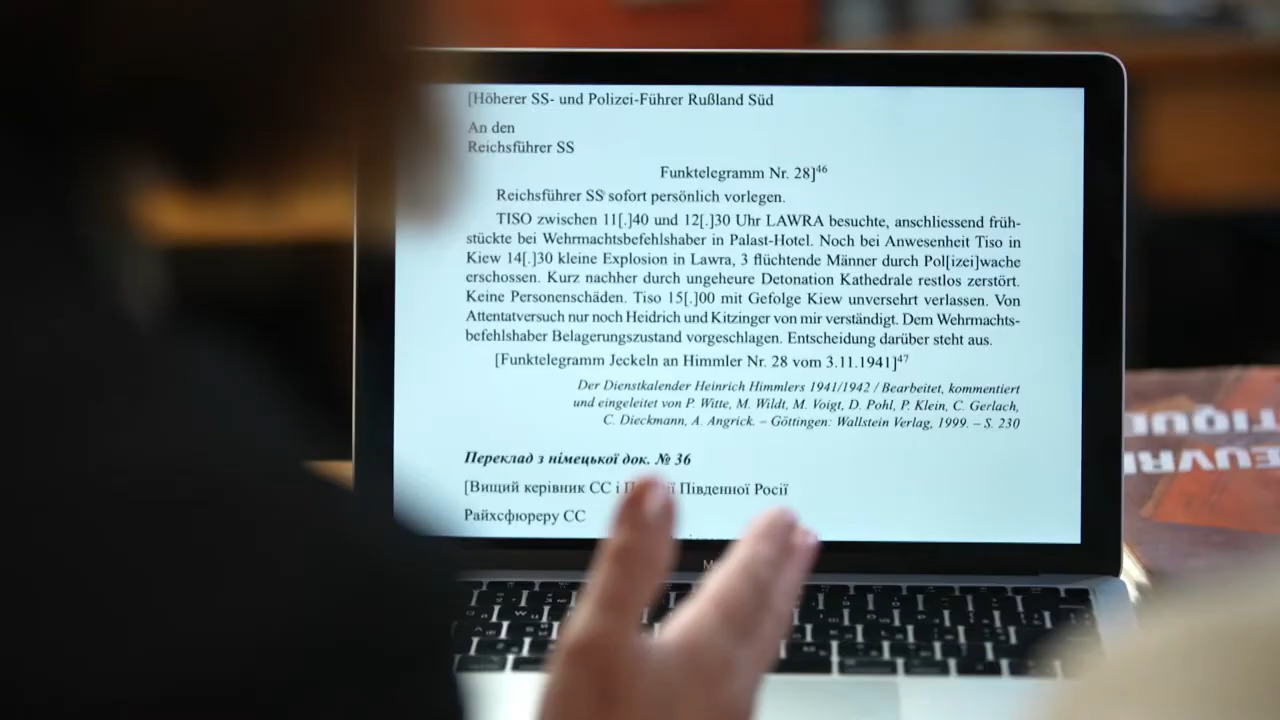 [Höherer SS- und Polizei-Führer Rußland Süd
An den
Reichsführer SS
Funktelegramm Nr. 28]⁴⁶
Reichsführer SS sofort persönlich vorlegen.
TISO zwischen 11[.]40 und 12[.]30 Uhr LAWRA besuchte, anschliessend früh-
stückte bei Wehrmachtsbefehlshaber in Palast-Hotel. Noch bei Anwesenheit Tiso in
Kiew 14[.]30 kleine Explosion in Lawra, 3 flüchtende Männer durch Pol[izei]wache
erschossen. Kurz nachher durch ungeheure Detonation Kathedrale restlos zerstört.
Keine Personenschäden. Tiso 15[.]00 mit Gefolge Kiew unversehrt verlassen. Von
Attentatversuch nur noch Heidrich und Kitzinger von mir verständigt. Dem Wehrmachts-
befehlshaber Belagerungszustand vorgeschlagen. Entscheidung darüber steht aus.
[Funktelegramm Jeckeln an Himmler Nr. 28 vom 3.11.1941]⁴⁷
Der Dienstkalender Heinrich Himmlers 1941/1942 / Bearbeitet, kommentiert
und eingeleitet von P. Witte, M. Wildt, M. Voigt, D. Pohl, P. Klein, C. Gerlach,
C. Dieckmann, A. Angrick. – Göttingen: Wallstein Verlag, 1999. – S. 230
Переклад з німецької док. № 36
[Вищий керівник СС і Південної Росії
Райхсфюреру СС